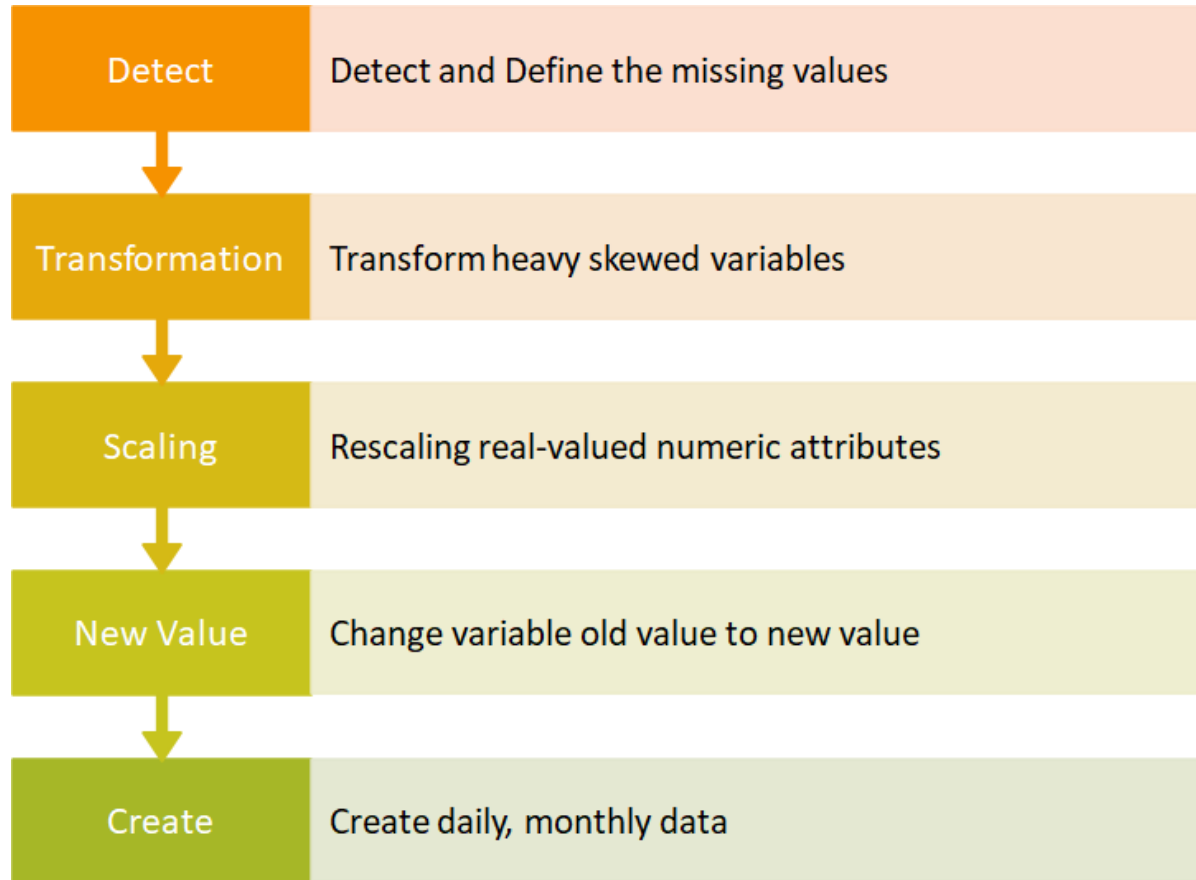 Detect
Detect and Define the missing values
Transformation
Transform heavy skewed variables
Scaling
Rescaling real-valued numeric attributes
New Value
Change variable old value to new value
Create
Create daily, monthly data